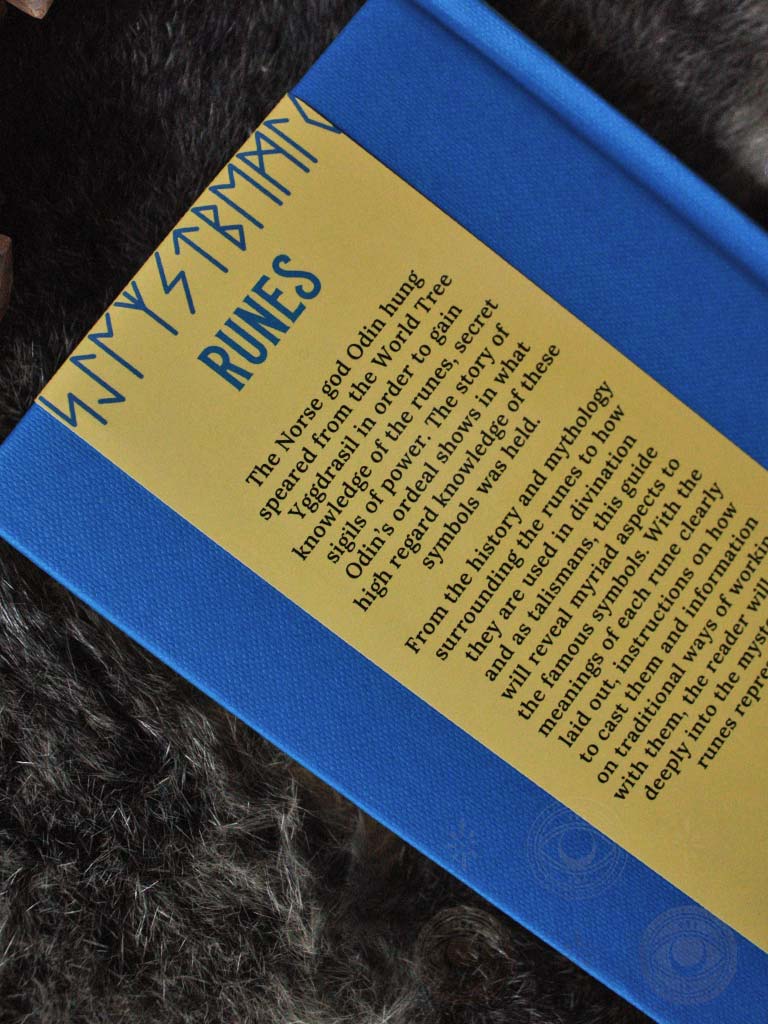 ᛇ ᛉ ᛊ ᛏ ᛒ ᛖ ᛗ ᛚ
RUNES
The Norse god Odin hung
speared from the World Tree
Yggdrasil in order to gain
knowledge of the runes, secret
sigils of power. The story of
Odin's ordeal shows in what
high regard knowledge of these
symbols was held.
From the history and mythology
surrounding the runes to how
they are used in divination
and as talismans, this guide
will reveal myriad aspects to
the famous symbols. With the
meanings of each rune clearly
laid out, instructions on how
to cast them and information
on traditional ways of workin
with them, the reader will
deeply into the myst
runes repre